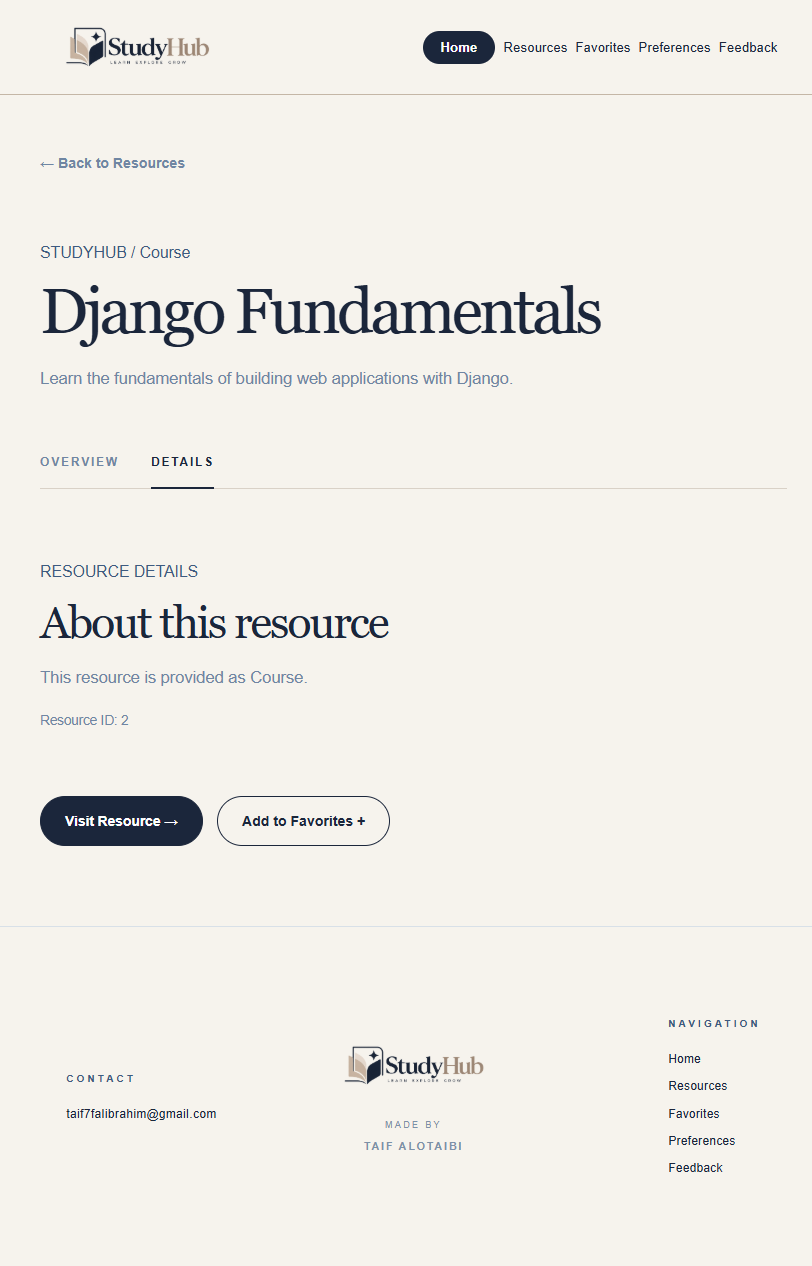 StudyHub
LEARN EXPLORE GROW
Home Resources Favorites Preferences Feedback
← Back to Resources
STUDYHUB / Course
Django Fundamentals
Learn the fundamentals of building web applications with Django.
OVERVIEW DETAILS
RESOURCE DETAILS
About this resource
This resource is provided as Course.
Resource ID: 2
Visit Resource → Add to Favorites +
CONTACT
taif7falibrahim@gmail.com
StudyHub
LEARN EXPLORE GROW
MADE BY
TAIF ALOTAIBI
NAVIGATION
Home
Resources
Favorites
Preferences
Feedback